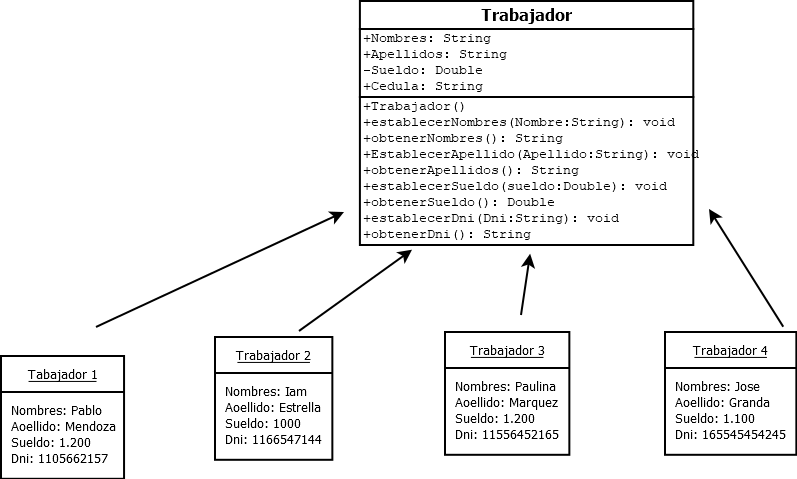 Trabajador
+Nombres: String
+Apellidos: String
-Sueldo: Double
+Cedula: String
+Trabajador()
+establecerNombres(Nombre:String): void
+obtenerNombres(): String
+EstablecerApellido(Apellido:String): void
+obtenerApellidos(): String
+establecerSueldo(sueldo:Double): void
+obtenerSueldo(): Double
+establecerDni(Dni:String): void
+obtenerDni(): String
Tabajador 1
Nombres: Pablo
Aoellido: Mendoza
Sueldo: 1.200
Dni: 1105662157
Trabajador 2
Nombres: Iam
Aoellido: Estrella
Sueldo: 1000
Dni: 1166547144
Trabajador 3
Nombres: Paulina
Aoellido: Marquez
Sueldo: 1.200
Dni: 11556452165
Trabajador 4
Nombres: Jose
Aoellido: Granda
Sueldo: 1.100
Dni: 165545454245